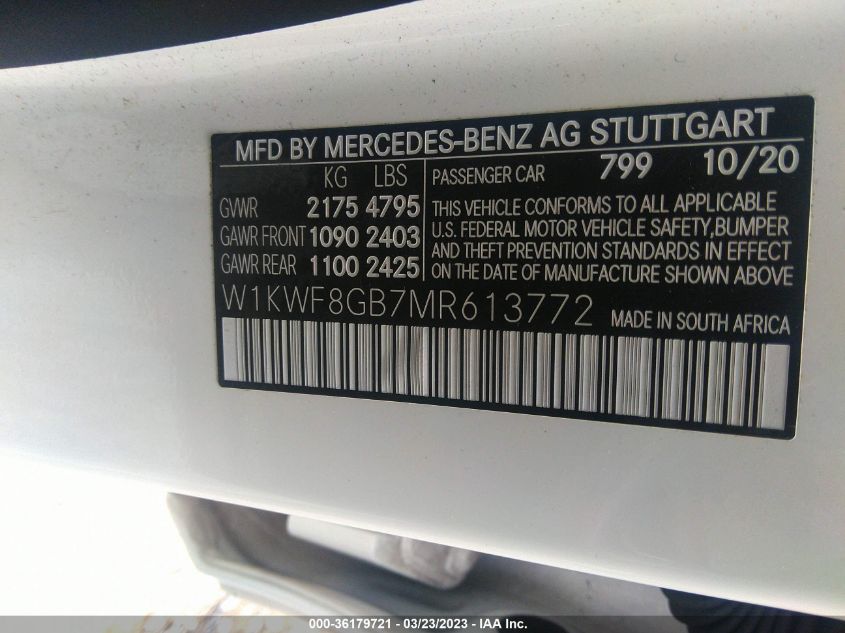 MFD BY MERCEDES-BENZ AG STUTTGART
KG LBS
GVWR 2175 4795
GAWR FRONT 1090 2403
GAWR REAR 1100 2425
PASSENGER CAR 799 10/20
THIS VEHICLE CONFORMS TO ALL APPLICABLE
U.S. FEDERAL MOTOR VEHICLE SAFETY, BUMPER
AND THEFT PREVENTION STANDARDS IN EFFECT
ON THE DATE OF MANUFACTURE SHOWN ABOVE
W1KWF8GB7MR613772 MADE IN SOUTH AFRICA
000-36179721 / 03/23/2023 / IAA Inc.